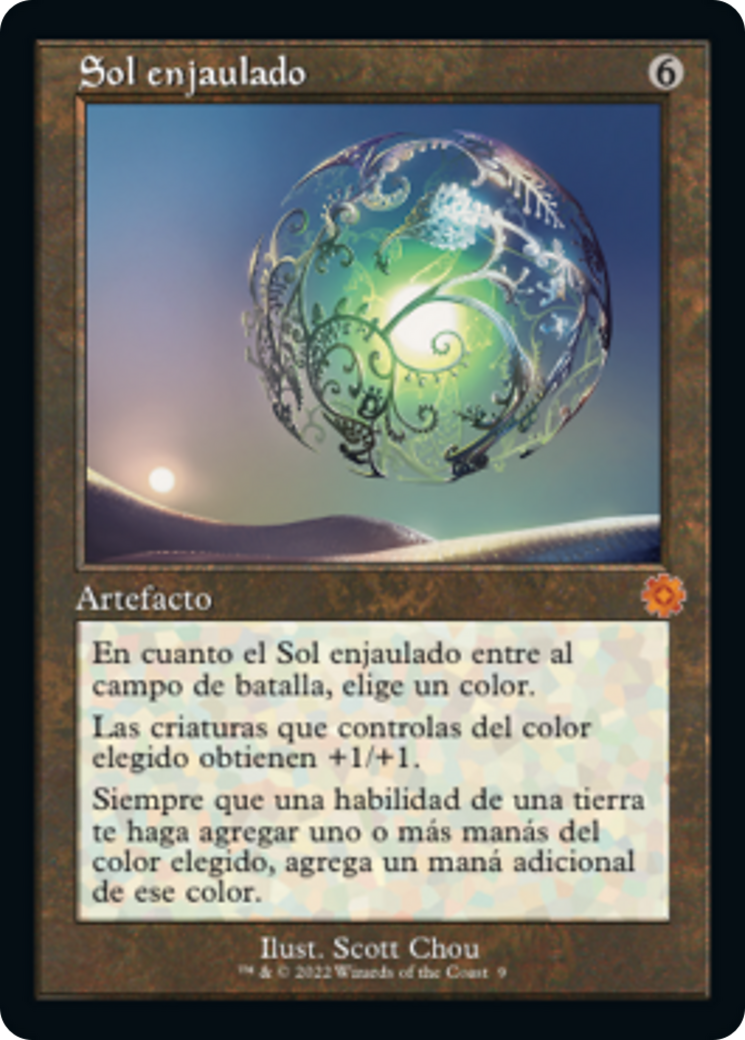 Sol enjaulado 6
Artefacto
En cuanto el Sol enjaulado entre al
campo de batalla, elige un color.
Las criaturas que controlas del color
elegido obtienen +1/+1.
Siempre que una habilidad de una tierra
te haga agregar uno o más manás del
color elegido, agrega un maná adicional
de ese color.
Ilust. Scott Chou
™ & © 2022 Wizards of the Coast 9